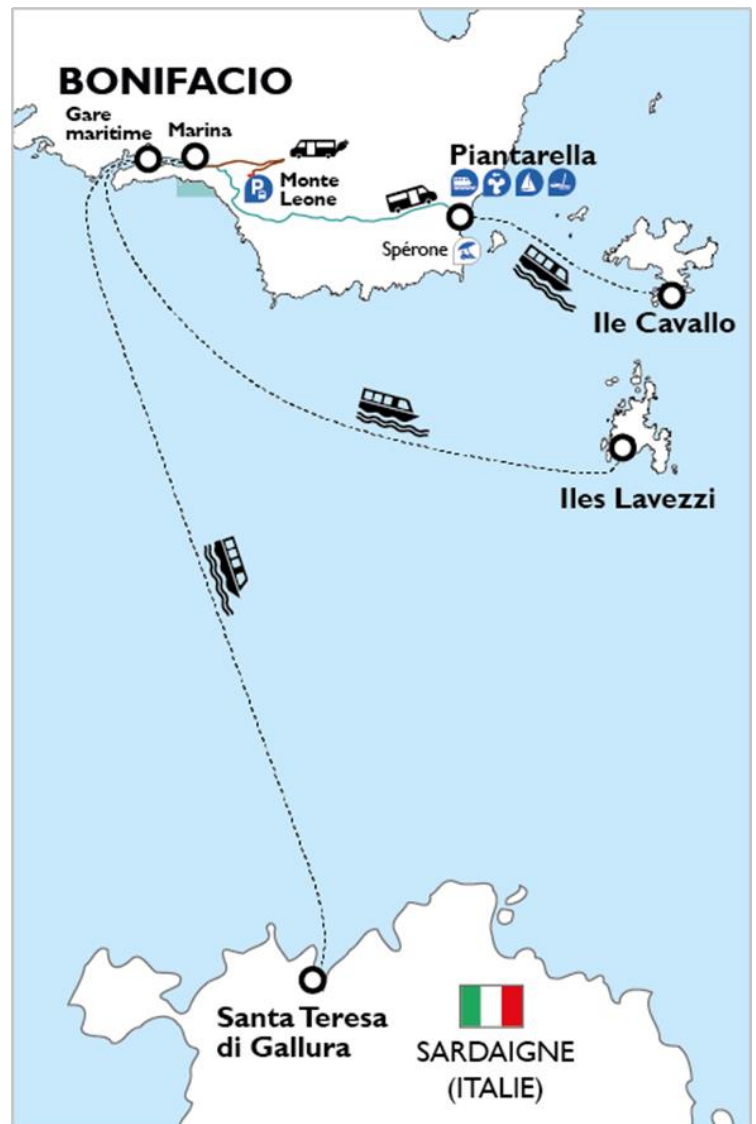 BONIFACIO
Gare
maritime
Marina
P
Monte
Leone
Piantarella
Spérone
Ile Cavallo
Iles Lavezzi
Santa Teresa
di Gallura
SARDAIGNE
(ITALIE)